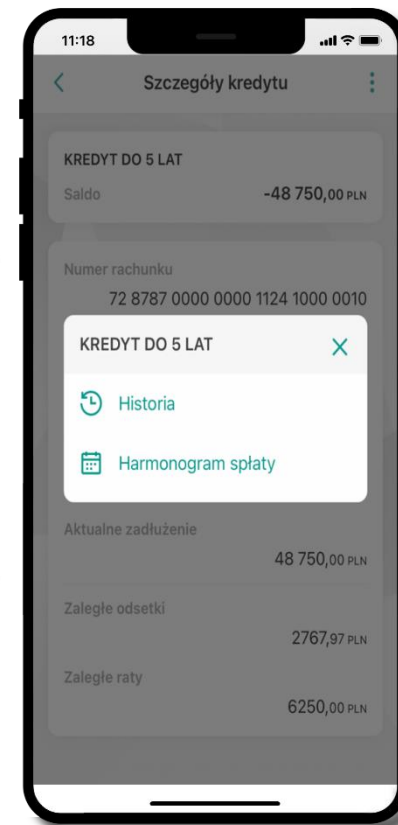 11:18
Szczegóły kredytu
KREDYT DO 5 LAT
Saldo -48 750,00 PLN
Numer rachunku
72 8787 0000 0000 1124 1000 0010
KREDYT DO 5 LAT
Historia
Harmonogram spłaty
Aktualne zadłużenie
48 750,00 PLN
Zaległe odsetki
2767,97 PLN
Zaległe raty
6250,00 PLN